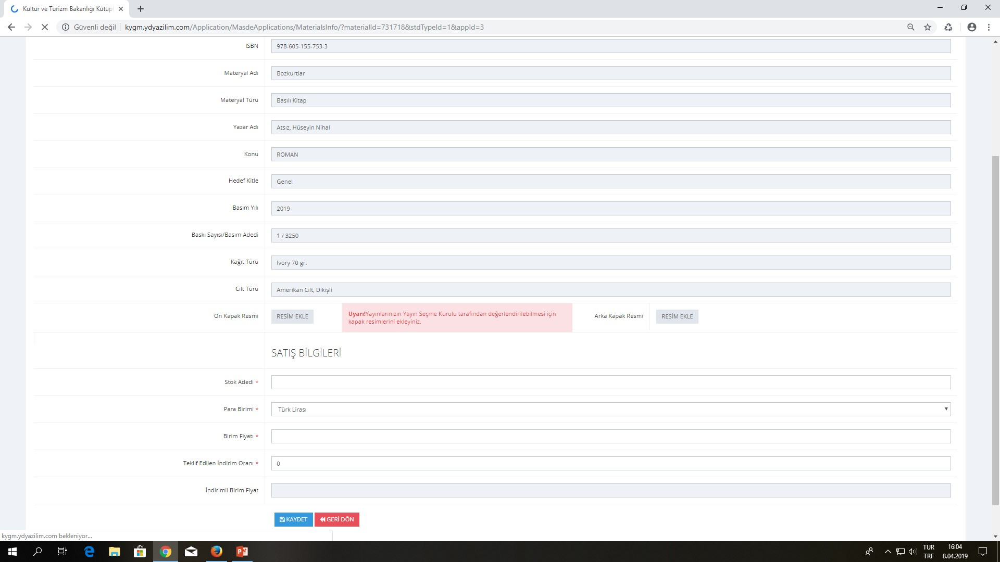 Kültür ve Turizm Bakanlığı Kütüp
Güvenli değil
kygm.ydyazilim.com/Application/MasdeApplications/MaterialsInfo/?materialId=731718&stdTypeId=1&appId=3
ISBN 978-605-155-753-3
Materyal Adı Bozkurtlar
Materyal Türü Basılı Kitap
Yazar Adı Atsız, Hüseyin Nihal
Konu ROMAN
Hedef Kitle Genel
Basım Yılı 2019
Baskı Sayısı/Basım Adedi 1 / 3250
Kağıt Türü Ivory 70 gr.
Cilt Türü Amerikan Cilt, Dikişli
Ön Kapak Resmi RESİM EKLE
Uyarı!Yayınlarınızın Yayın Seçme Kurulu tarafından değerlendirilebilmesi için
kapak resimlerini ekleyiniz.
Arka Kapak Resmi RESİM EKLE
SATIŞ BİLGİLERİ
Stok Adedi *
Para Birimi * Türk Lirası
Birim Fiyatı *
Teklif Edilen İndirim Oranı * 0
İndirimli Birim Fiyat
KAYDET GERİ DÖN
kygm.ydyazilim.com bekleniyor...
TUR 16:04
TRF 8.04.2019